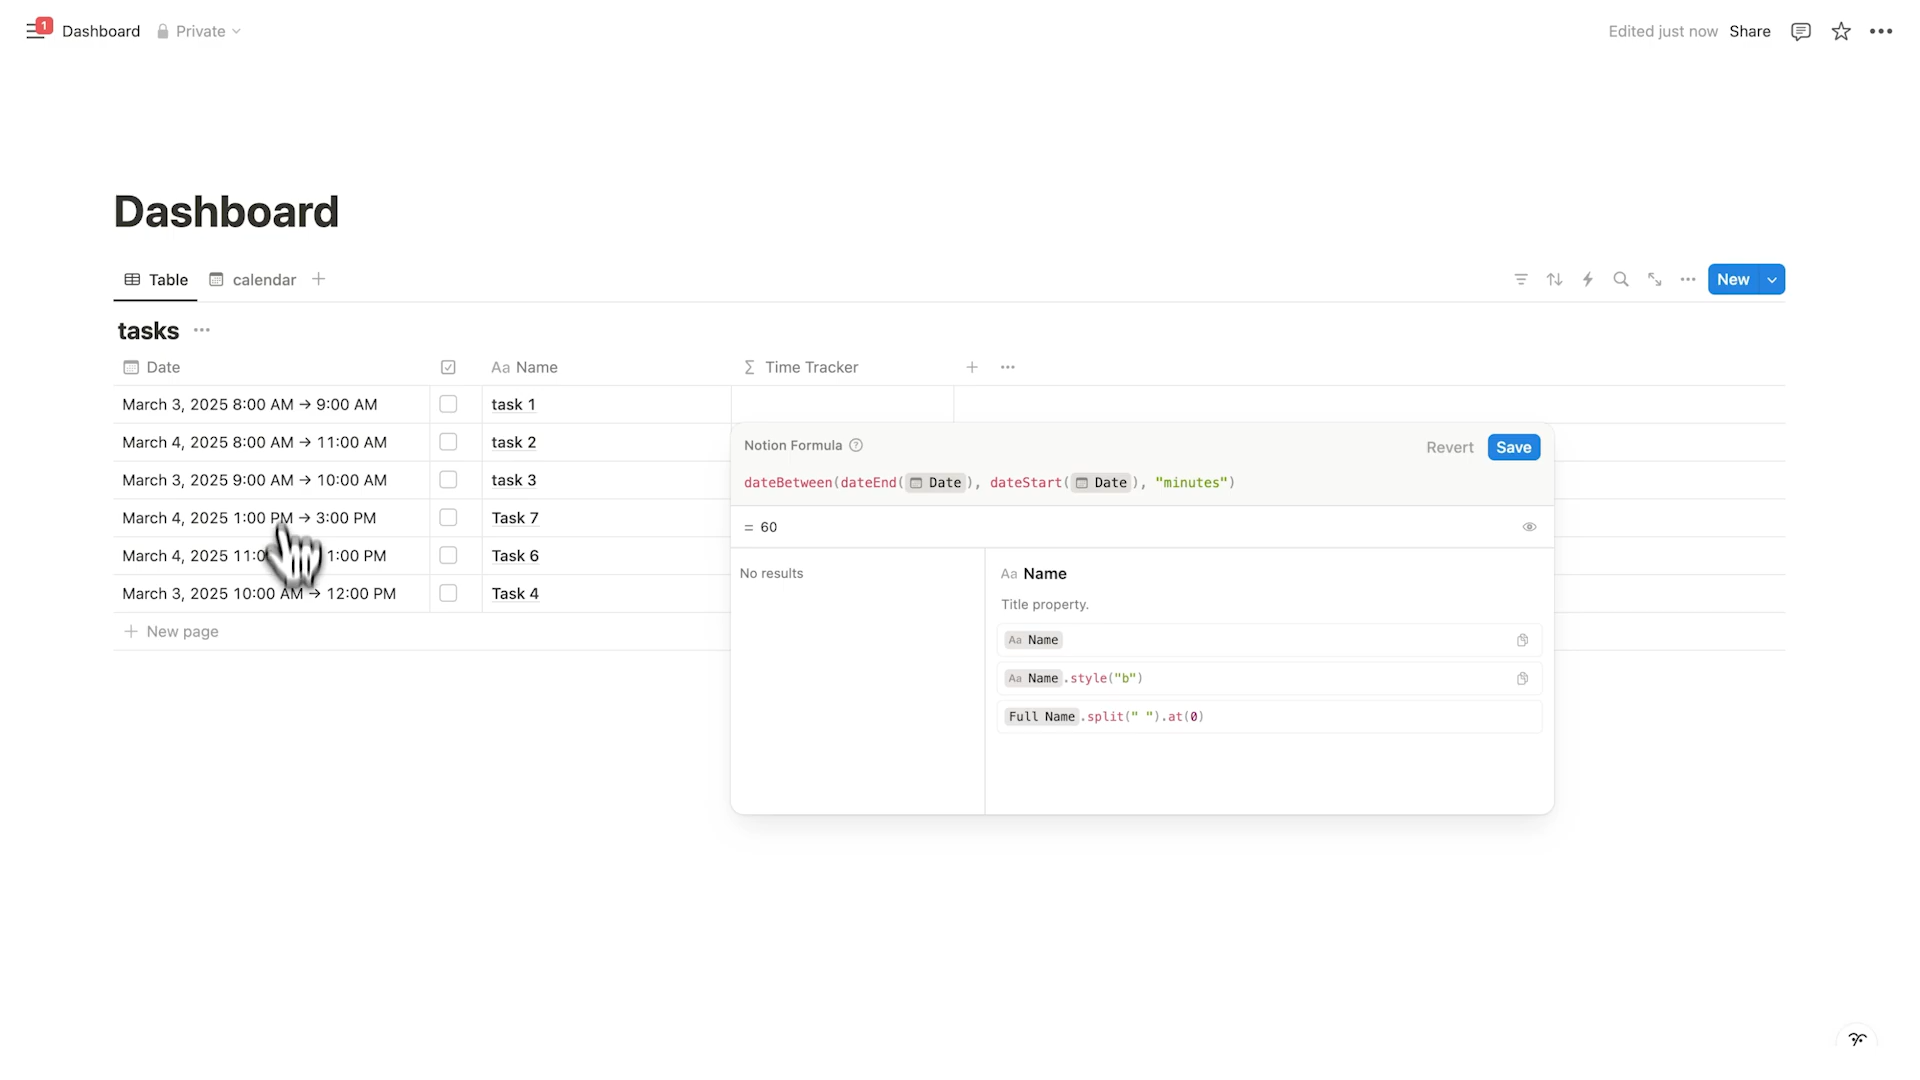 1 Dashboard Private Edited just now Share
Dashboard
Table calendar New
tasks
Date Aa Name Σ Time Tracker
March 3, 2025 8:00 AM → 9:00 AM task 1
March 4, 2025 8:00 AM → 11:00 AM task 2
March 3, 2025 9:00 AM → 10:00 AM task 3
March 4, 2025 1:00 PM → 3:00 PM Task 7
March 4, 2025 11:0 1:00 PM Task 6
March 3, 2025 10:00 AM → 12:00 PM Task 4
+ New page
Notion Formula ? Revert Save
dateBetween(dateEnd( Date ), dateStart( Date ), "minutes")
= 60
No results
Aa Name
Title property.
Aa Name
Aa Name .style("b")
Full Name .split(" ").at(0)